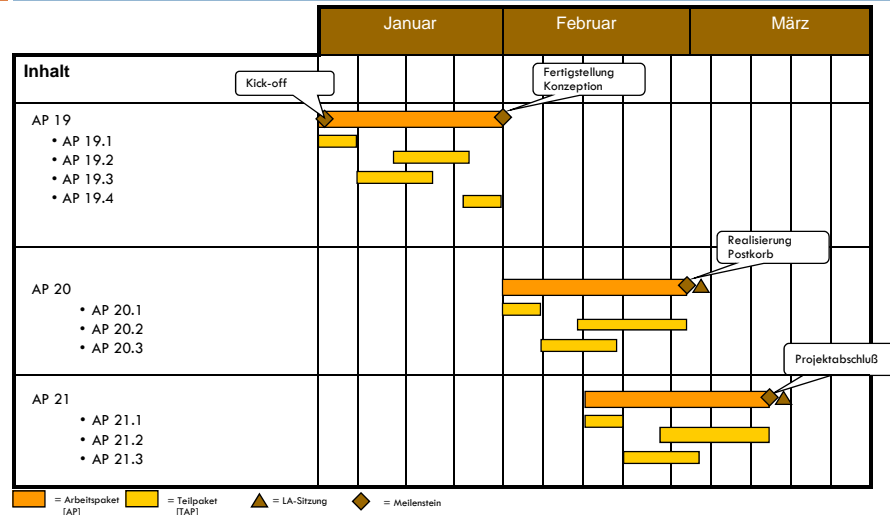 Januar
Februar
März
Inhalt
Kick-off
Fertigstellung
Konzeption
AP 19
• AP 19.1
• AP 19.2
• AP 19.3
• AP 19.4
Realisierung
Postkorb
AP 20
• AP 20.1
• AP 20.2
• AP 20.3
Projektabschluß
AP 21
• AP 21.1
• AP 21.2
• AP 21.3
= Arbeitspaket
[AP]
= Teilpaket
[TAP]
= LA-Sitzung
= Meilenstein